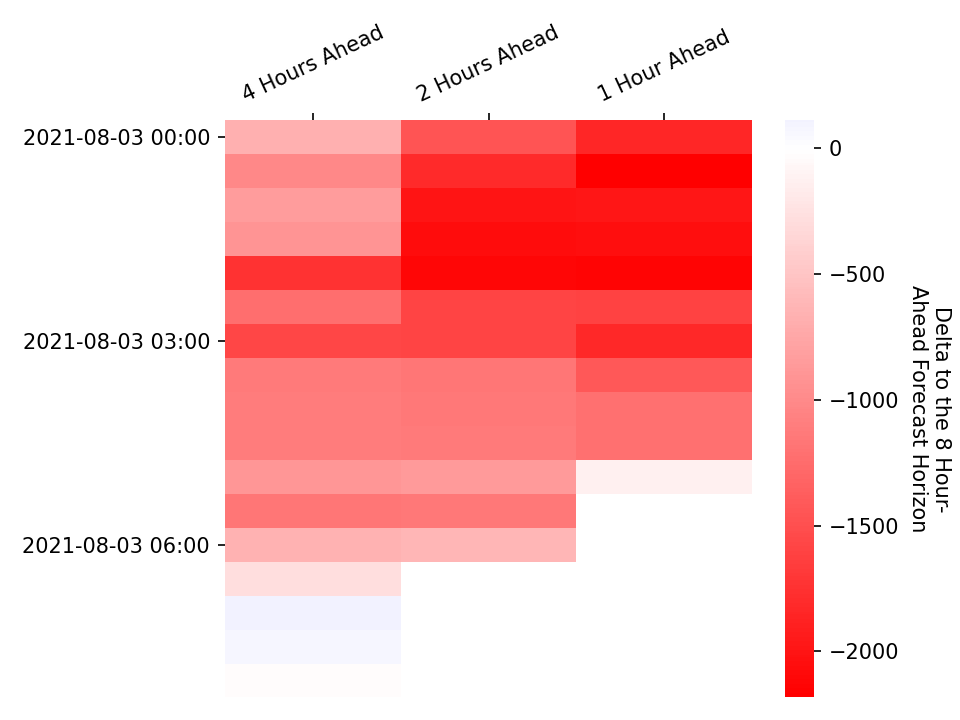 4 Hours Ahead
2 Hours Ahead
1 Hour Ahead
2021-08-03 00:00
2021-08-03 03:00
2021-08-03 06:00
0
−500
−1000
−1500
−2000
Delta to the 8 Hour-
Ahead Forecast Horizon